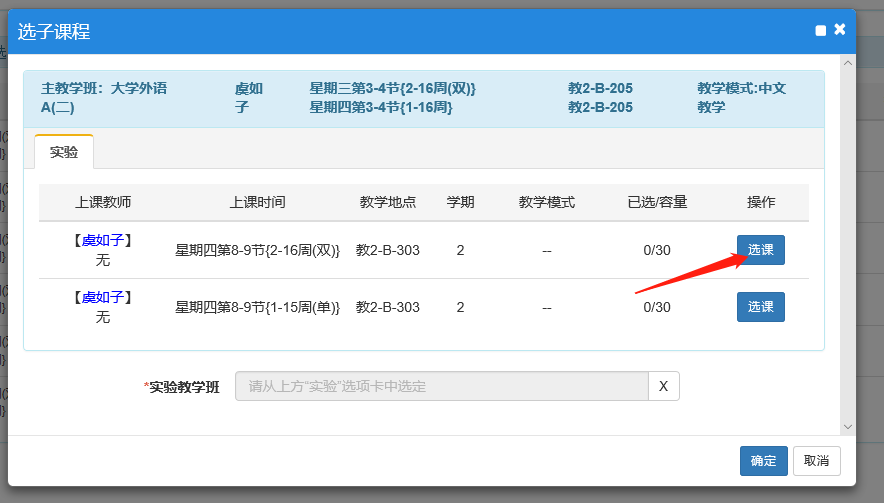 选子课程
主教学班：大学外语 虞如 星期三第3-4节{2-16周(双)} 教2-B-205 教学模式:中文
A(二) 子 星期四第3-4节{1-16周} 教2-B-205 教学
实验
上课教师 上课时间 教学地点 学期 教学模式 已选/容量 操作
【虞如子】
无 星期四第8-9节{2-16周(双)} 教2-B-303 2 -- 0/30 选课
【虞如子】
无 星期四第8-9节{1-15周(单)} 教2-B-303 2 -- 0/30 选课
*实验教学班 请从上方“实验”选项卡中选定 X
确定 取消